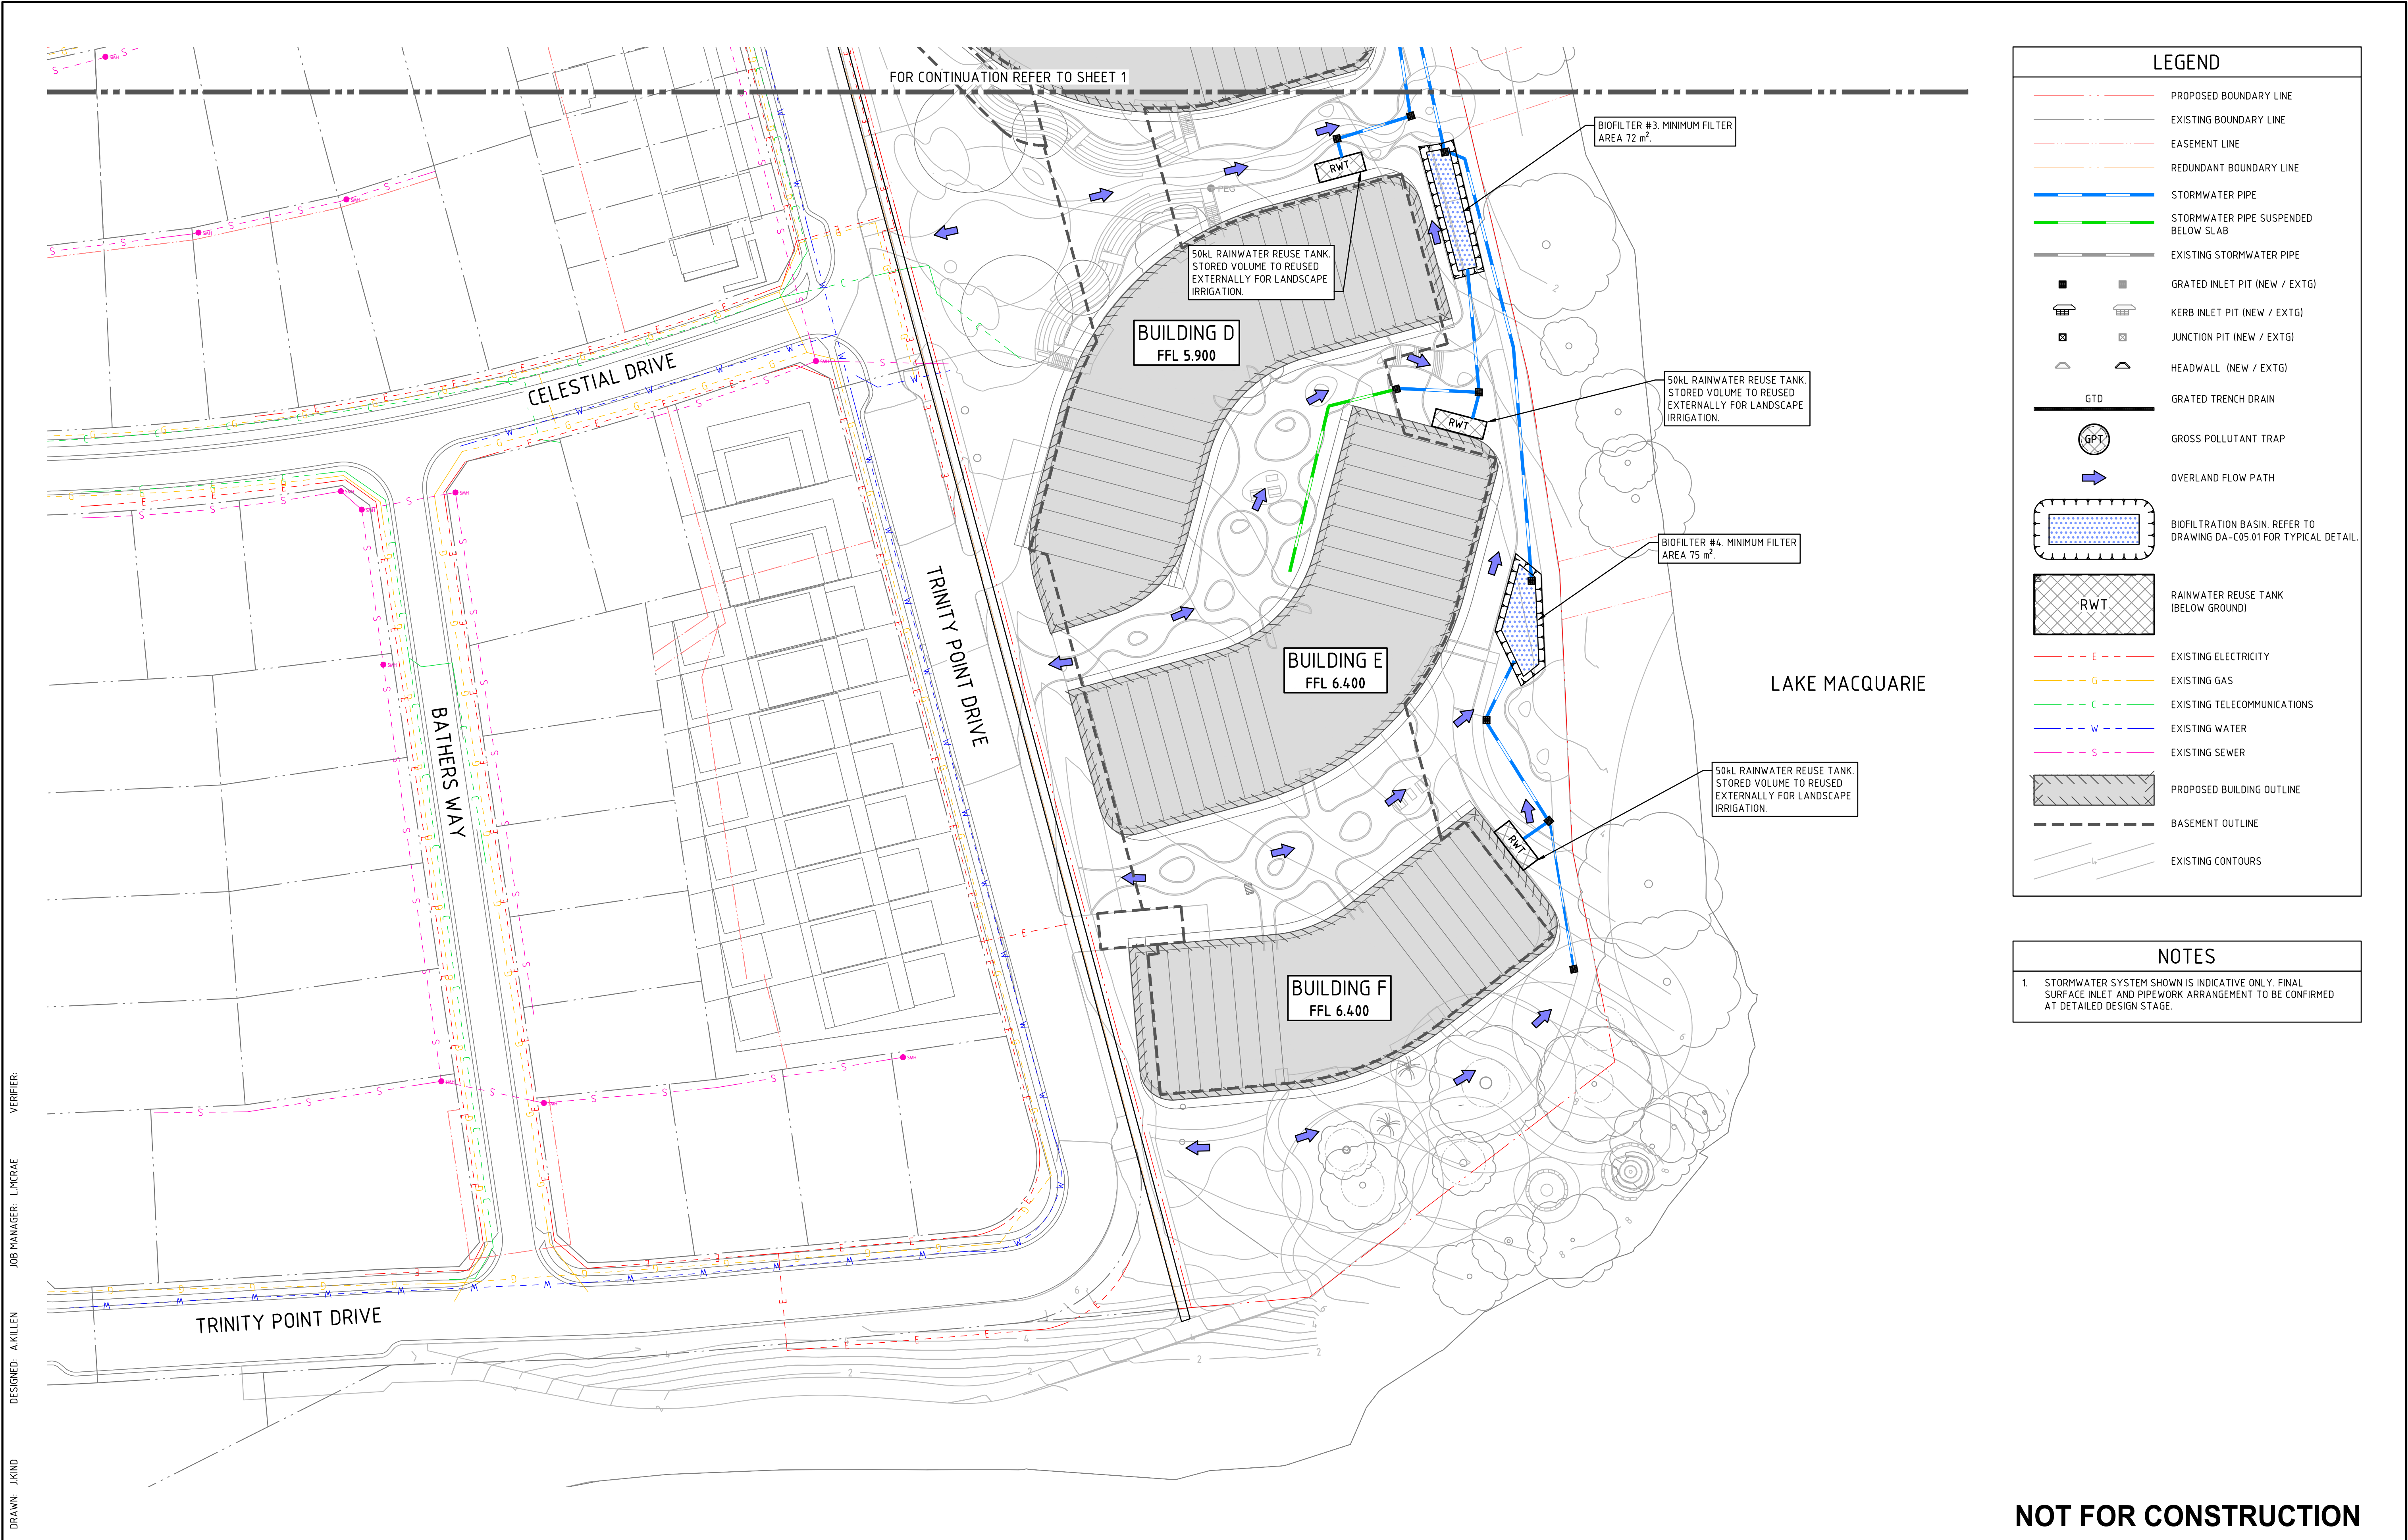 FOR CONTINUATION REFER TO SHEET 1
BIOFILTER #3. MINIMUM FILTER
AREA 72 m².
RWT
PEG
50kL RAINWATER REUSE TANK.
STORED VOLUME TO REUSED
EXTERNALLY FOR LANDSCAPE
IRRIGATION.
BUILDING D
FFL 5.900
CELESTIAL DRIVE
50kL RAINWATER REUSE TANK.
STORED VOLUME TO REUSED
EXTERNALLY FOR LANDSCAPE
IRRIGATION.
RWT
BIOFILTER #4. MINIMUM FILTER
AREA 75 m².
TRINITY POINT DRIVE
BUILDING E
FFL 6.400
LAKE MACQUARIE
BATHERS WAY
50kL RAINWATER REUSE TANK.
STORED VOLUME TO REUSED
EXTERNALLY FOR LANDSCAPE
IRRIGATION.
RWT
BUILDING F
FFL 6.400
TRINITY POINT DRIVE
LEGEND
PROPOSED BOUNDARY LINE
EXISTING BOUNDARY LINE
EASEMENT LINE
REDUNDANT BOUNDARY LINE
STORMWATER PIPE
STORMWATER PIPE SUSPENDED
BELOW SLAB
EXISTING STORMWATER PIPE
GRATED INLET PIT (NEW / EXTG)
KERB INLET PIT (NEW / EXTG)
JUNCTION PIT (NEW / EXTG)
HEADWALL (NEW / EXTG)
GTD GRATED TRENCH DRAIN
GPT GROSS POLLUTANT TRAP
OVERLAND FLOW PATH
BIOFILTRATION BASIN. REFER TO
DRAWING DA-C05.01 FOR TYPICAL DETAIL.
RWT RAINWATER REUSE TANK
(BELOW GROUND)
E EXISTING ELECTRICITY
G EXISTING GAS
C EXISTING TELECOMMUNICATIONS
W EXISTING WATER
S EXISTING SEWER
PROPOSED BUILDING OUTLINE
BASEMENT OUTLINE
4 EXISTING CONTOURS
NOTES
1. STORMWATER SYSTEM SHOWN IS INDICATIVE ONLY. FINAL
SURFACE INLET AND PIPEWORK ARRANGEMENT TO BE CONFIRMED
AT DETAILED DESIGN STAGE.
VERIFIER:
JOB MANAGER: L.MCRAE
DESIGNED: A.KILLEN
DRAWN: J.KIND
NOT FOR CONSTRUCTION